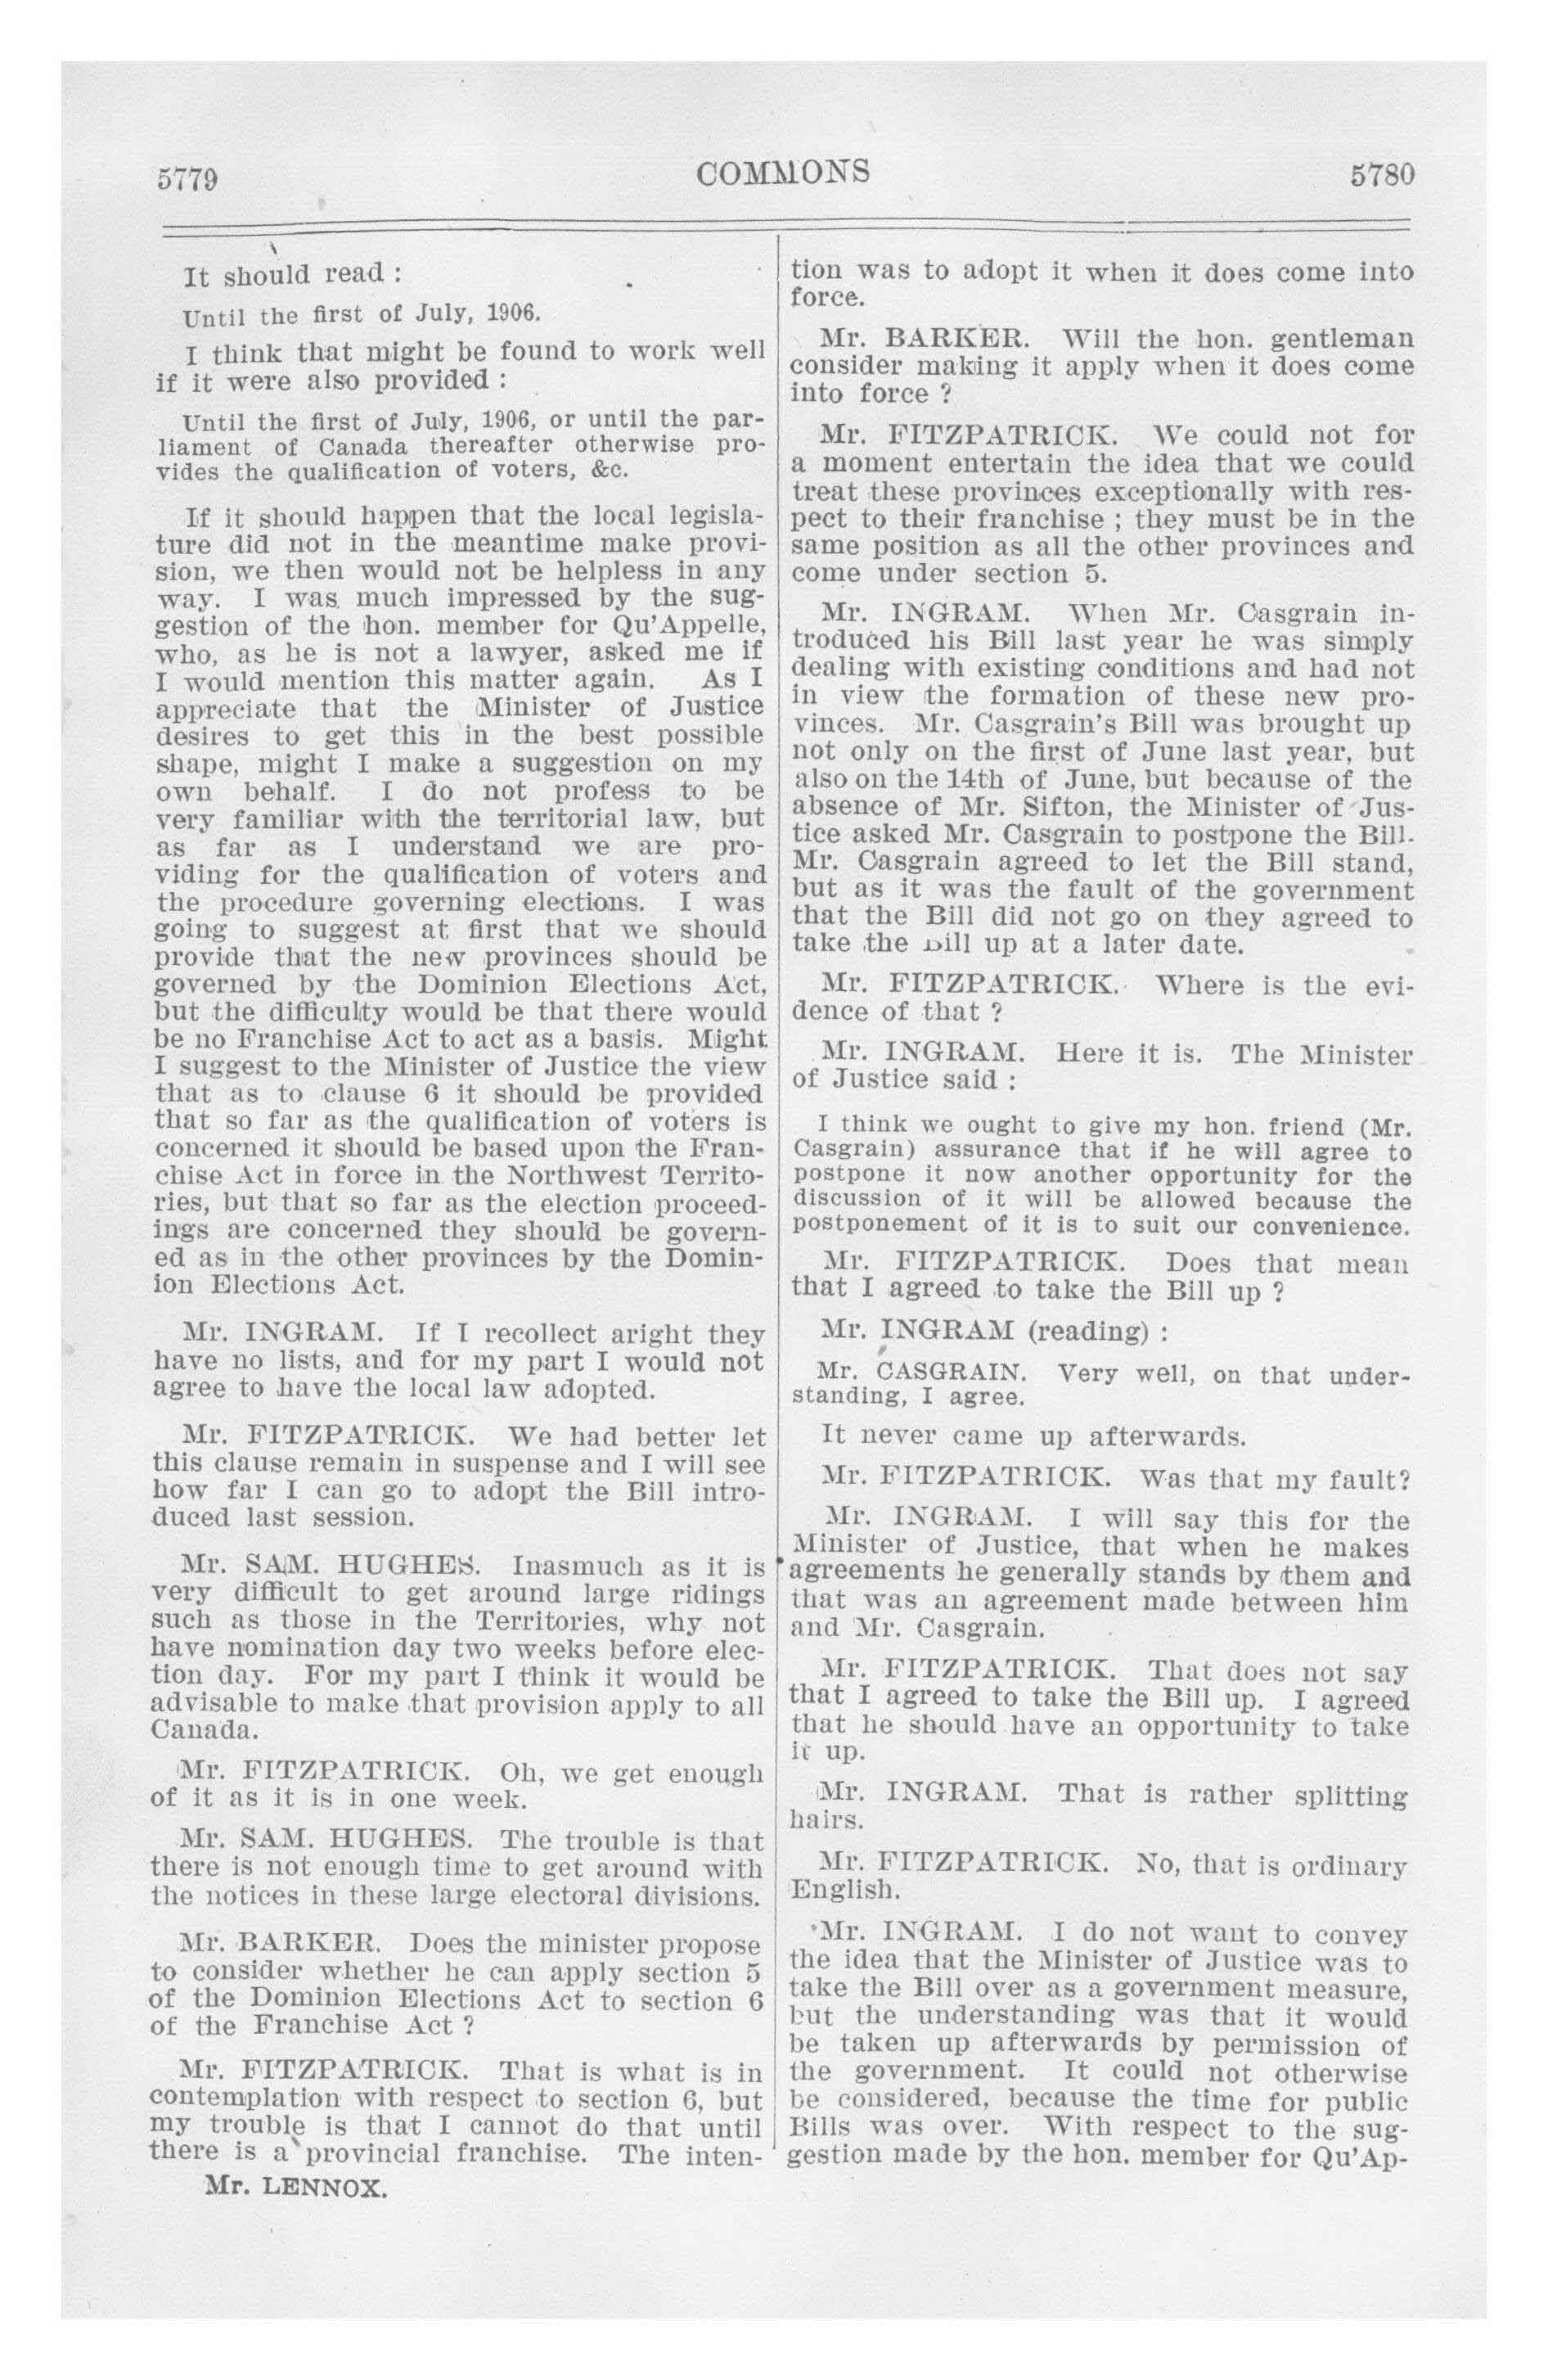 5779
COMMONS
5780
It should read :
Until the first of July, 1906.
I think that might be found to work well
if it were also provided :
Until the first of July, 1906, or until the par-
liament of Canada thereafter otherwise pro-
vides the qualification of voters, &c.
If it should happen that the local legisla-
ture did not in the meantime make provi-
sion, we then would not be helpless in any
way. I was much impressed by the sug-
gestion of the hon. member for Qu'Appelle,
who, as he is not a lawyer, asked me if
I would mention this matter again. As I
appreciate that the Minister of Justice
desires to get this in the best possible
shape, might I make a suggestion on my
own behalf. I do not profess to be
very familiar with the territorial law, but
as far as I understand we are pro-
viding for the qualification of voters and
the procedure governing elections. I was
going to suggest at first that we should
provide that the new provinces should be
governed by the Dominion Elections Act,
but the difficulty would be that there would
be no Franchise Act to act as a basis. Might
I suggest to the Minister of Justice the view
that as to clause 6 it should be provided
that so far as the qualification of voters is
concerned it should be based upon the Fran-
chise Act in force in the Northwest Territo-
ries, but that so far as the election proceed-
ings are concerned they should be govern-
ed as in the other provinces by the Domin-
ion Elections Act.
Mr. INGRAM. If I recollect aright they
have no lists, and for my part I would not
agree to have the local law adopted.
Mr. FITZPATRICK. We had better let
this clause remain in suspense and I will see
how far I can go to adopt the Bill intro-
duced last session.
Mr. SAM. HUGHES. Inasmuch as it is
very difficult to get around large ridings
such as those in the Territories, why not
have nomination day two weeks before elec-
tion day. For my part I think it would be
advisable to make that provision apply to all
Canada.
Mr. FITZPATRICK. Oh, we get enough
of it as it is in one week.
Mr. SAM. HUGHES. The trouble is that
there is not enough time to get around with
the notices in these large electoral divisions.
Mr. BARKER. Does the minister propose
to consider whether he can apply section 5
of the Dominion Elections Act to section 6
of the Franchise Act ?
Mr. FITZPATRICK. That is what is in
contemplation with respect to section 6, but
my trouble is that I cannot do that until
there is a provincial franchise. The inten-
Mr. LENNOX.
tion was to adopt it when it does come into
force.
Mr. BARKER. Will the hon. gentleman
consider making it apply when it does come
into force ?
Mr. FITZPATRICK. We could not for
a moment entertain the idea that we could
treat these provinces exceptionally with res-
pect to their franchise ; they must be in the
same position as all the other provinces and
come under section 5.
Mr. INGRAM. When Mr. Casgrain in-
troduced his Bill last year he was simply
dealing with existing conditions and had not
in view the formation of these new pro-
vinces. Mr. Casgrain's Bill was brought up
not only on the first of June last year, but
also on the 14th of June, but because of the
absence of Mr. Sifton, the Minister of Jus-
tice asked Mr. Casgrain to postpone the Bill.
Mr. Casgrain agreed to let the Bill stand,
but as it was the fault of the government
that the Bill did not go on they agreed to
take the Bill up at a later date.
Mr. FITZPATRICK. Where is the evi-
dence of that ?
Mr. INGRAM. Here it is. The Minister
of Justice said :
I think we ought to give my hon. friend (Mr.
Casgrain) assurance that if he will agree to
postpone it now another opportunity for the
discussion of it will be allowed because the
postponement of it is to suit our convenience.
Mr. FITZPATRICK. Does that mean
that I agreed to take the Bill up ?
Mr. INGRAM (reading) :
Mr. CASGRAIN. Very well, on that under-
standing, I agree.
It never came up afterwards.
Mr. FITZPATRICK. Was that my fault?
Mr. INGRAM. I will say this for the
Minister of Justice, that when he makes
agreements he generally stands by them and
that was an agreement made between him
and Mr. Casgrain.
Mr. FITZPATRICK. That does not say
that I agreed to take the Bill up. I agreed
that he should have an opportunity to take
it up.
Mr. INGRAM. That is rather splitting
hairs.
Mr. FITZPATRICK. No, that is ordinary
English.
Mr. INGRAM. I do not want to convey
the idea that the Minister of Justice was to
take the Bill over as a government measure,
but the understanding was that it would
be taken up afterwards by permission of
the government. It could not otherwise
be considered, because the time for public
Bills was over. With respect to the sug-
gestion made by the hon. member for Qu'Ap-